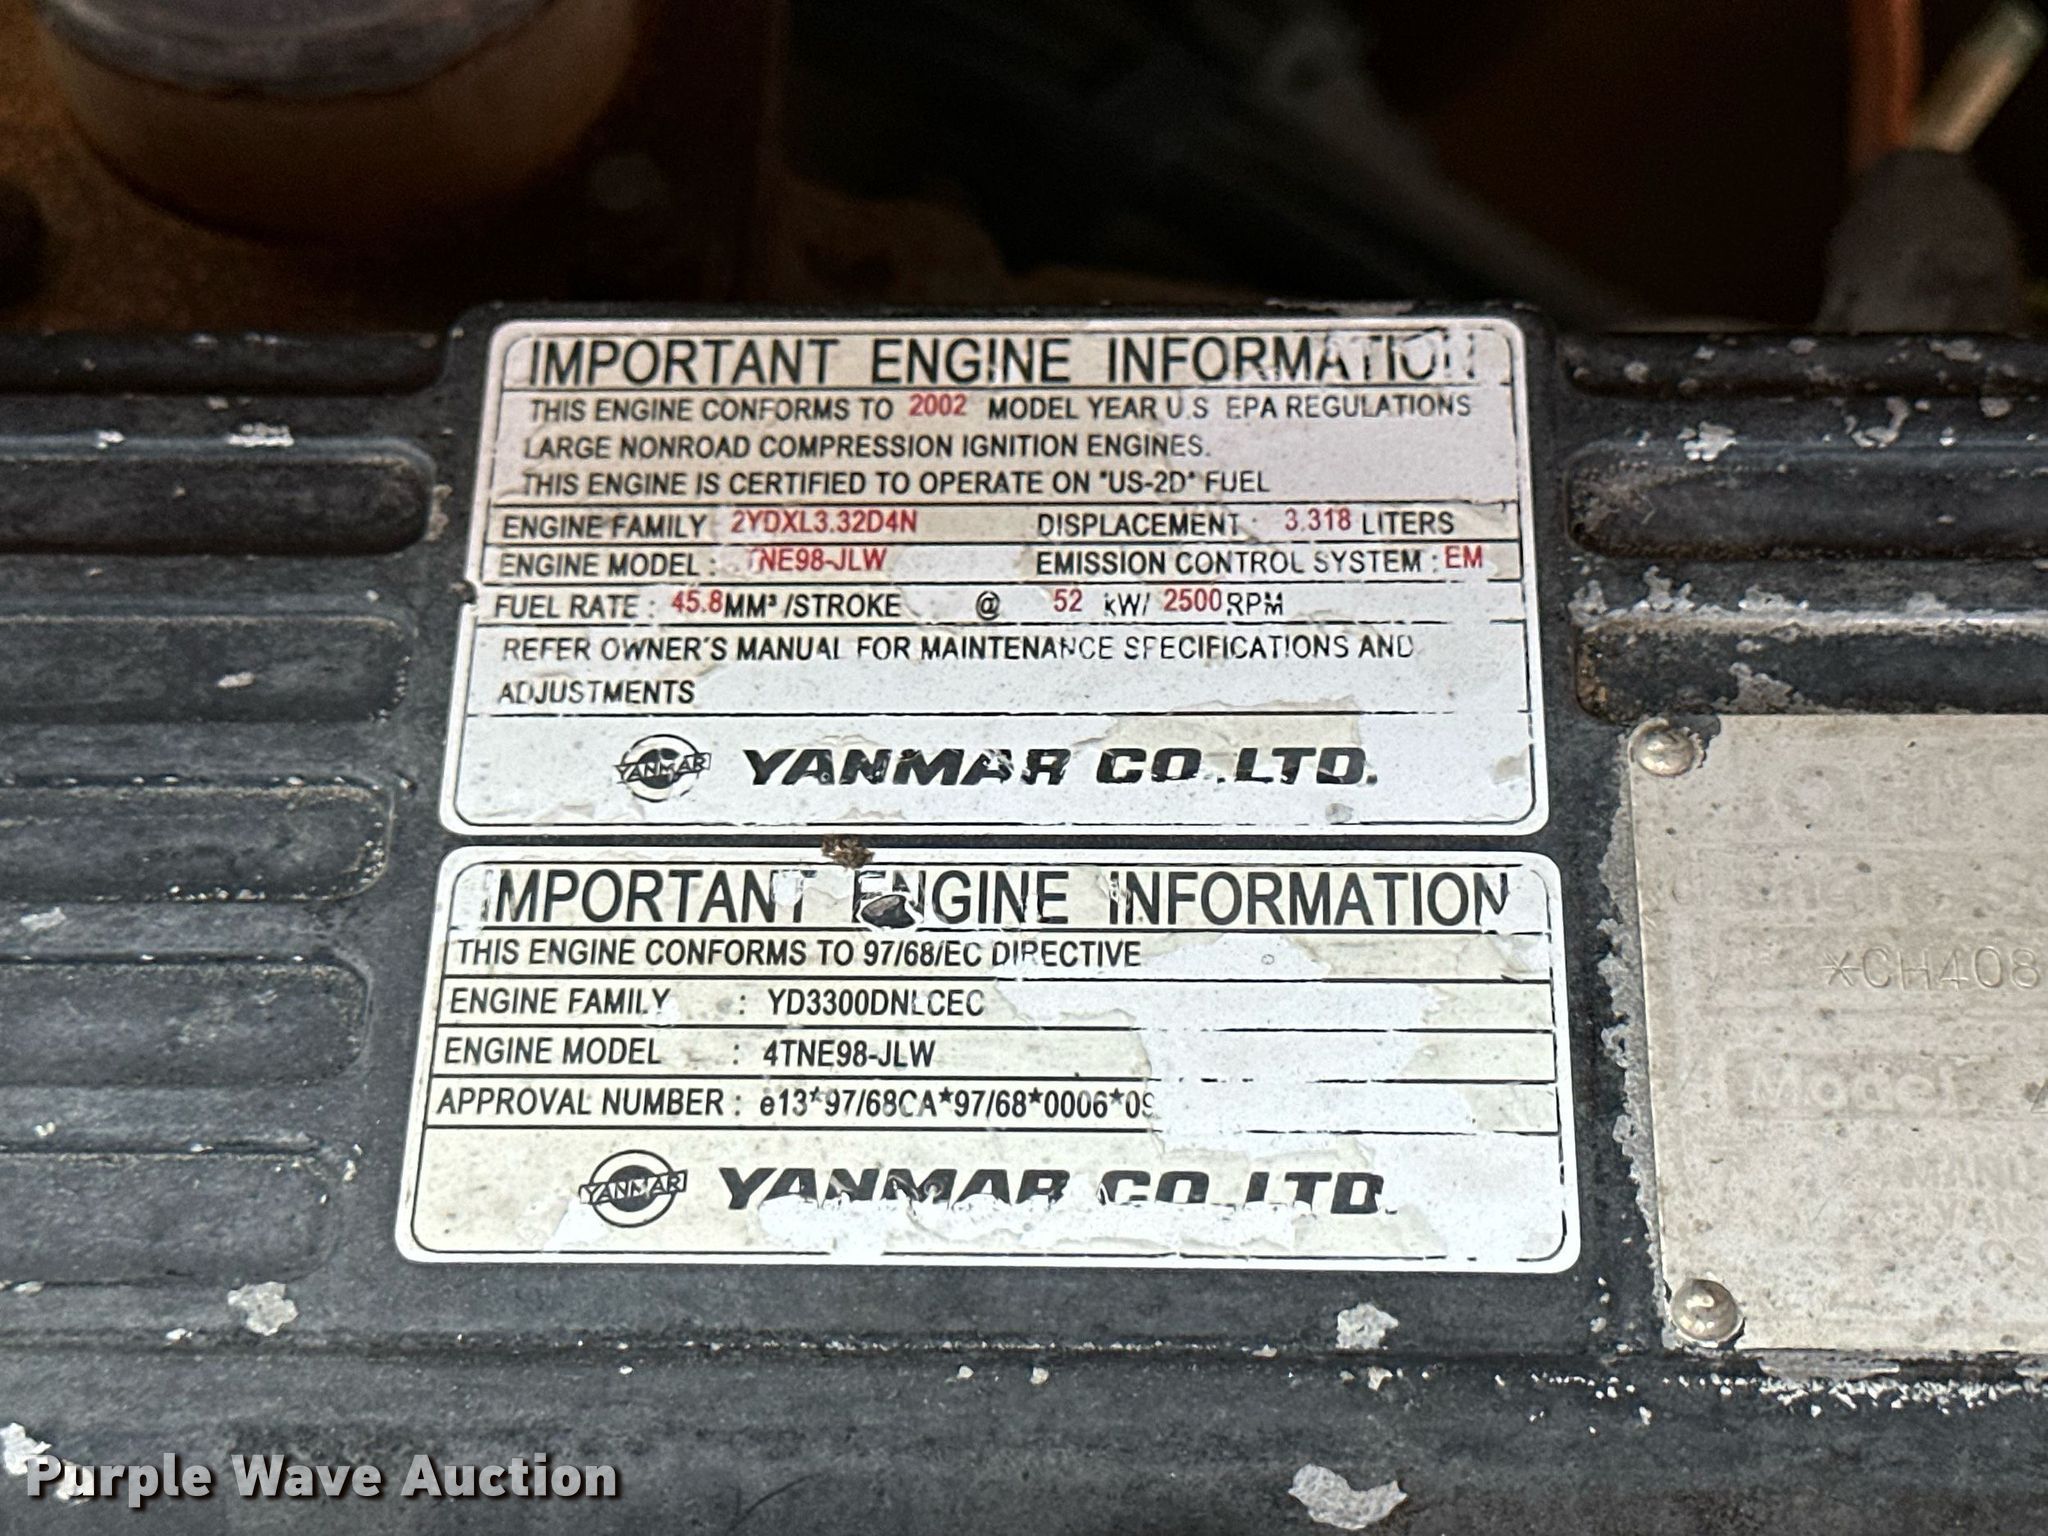 IMPORTANT ENGINE INFORMATION
THIS ENGINE CONFORMS TO 2002 MODEL YEAR U.S EPA REGULATIONS
LARGE NONROAD COMPRESSION IGNITION ENGINES.
THIS ENGINE IS CERTIFIED TO OPERATE ON "US-2D" FUEL
ENGINE FAMILY : 2YDXL3.32D4N DISPLACEMENT : 3.318 LITERS
ENGINE MODEL : TNE98-JLW EMISSION CONTROL SYSTEM : EM
FUEL RATE : 45.8MM³/STROKE @ 52 kW/ 2500RPM
REFER OWNER'S MANUAL FOR MAINTENANCE SPECIFICATIONS AND
ADJUSTMENTS
YANMAR YANMAR CO.,LTD.
IMPORTANT ENGINE INFORMATION
THIS ENGINE CONFORMS TO 97/68/EC DIRECTIVE
ENGINE FAMILY : YD3300DNLCEC
ENGINE MODEL : 4TNE98-JLW
APPROVAL NUMBER : e13*97/68CA*97/68*0006*09
YANMAR YANMAR CO.,LTD.
*CH408
Model
Purple Wave Auction